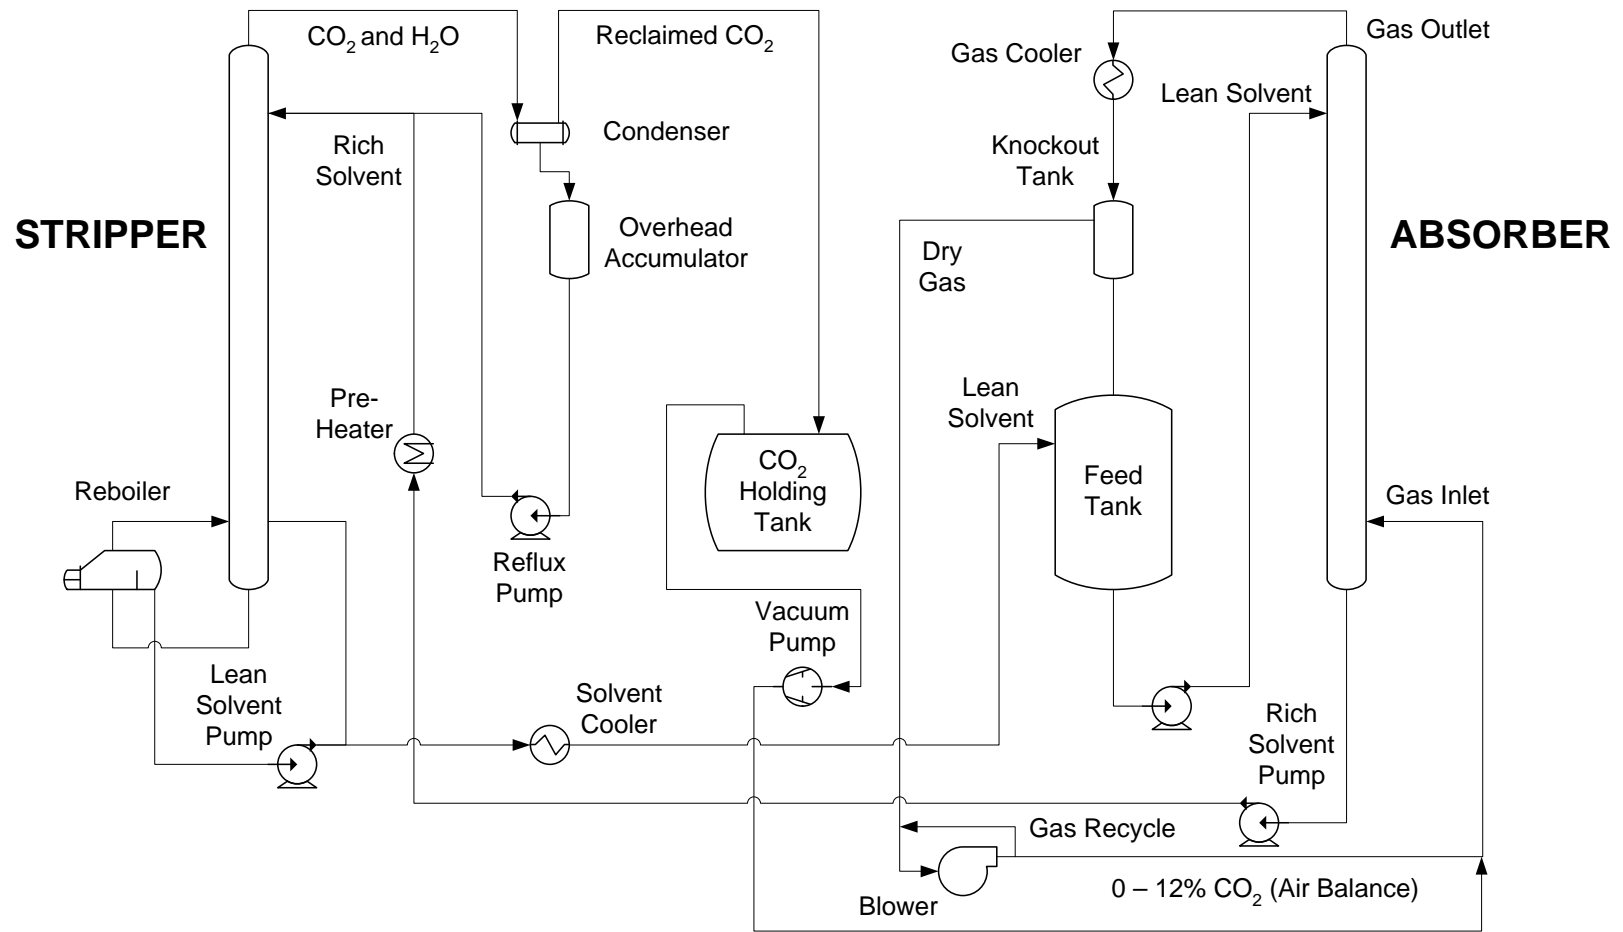 CO2 and H2O
Reclaimed CO2
Gas Outlet
Gas Cooler
Lean Solvent
Condenser
Rich
Solvent
Knockout
Tank
STRIPPER
Overhead
Accumulator
Dry
Gas
ABSORBER
Pre-
Heater
Lean
Solvent
CO2
Holding
Tank
Feed
Tank
Reboiler
Gas Inlet
Reflux
Pump
Vacuum
Pump
Lean
Solvent
Pump
Solvent
Cooler
Rich
Solvent
Pump
Gas Recycle
Blower
0 – 12% CO2 (Air Balance)